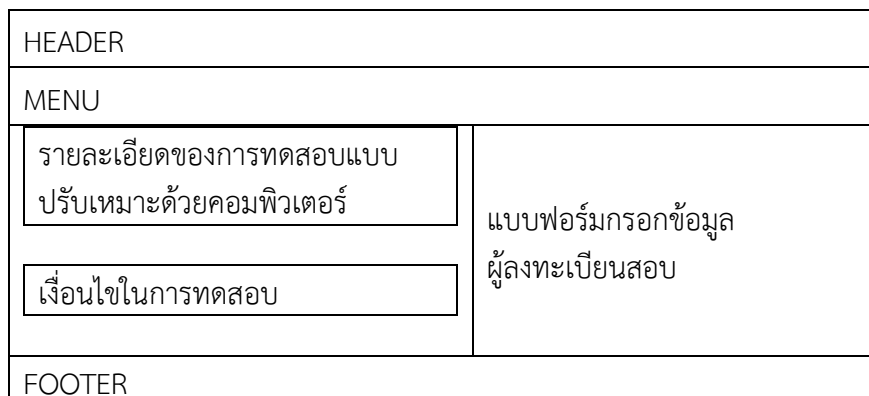 HEADER
MENU
รายละเอียดของการทดสอบแบบ
ปรับเหมาะด้วยคอมพิวเตอร์
เงื่อนไขในการทดสอบ
แบบฟอร์มกรอกข้อมูล
ผู้ลงทะเบียนสอบ
FOOTER